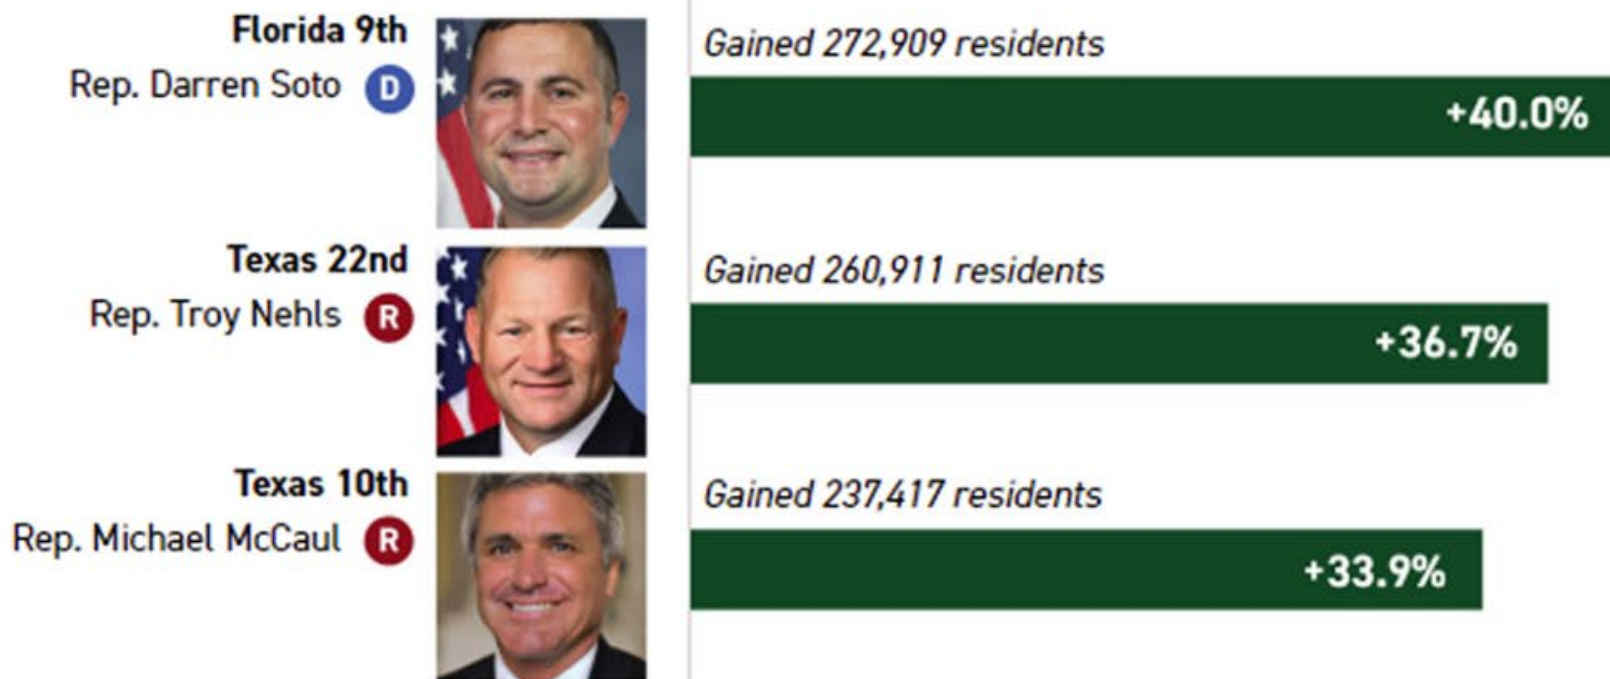 Florida 9th
Rep. Darren Soto D
Gained 272,909 residents
+40.0%
Texas 22nd
Rep. Troy Nehls R
Gained 260,911 residents
+36.7%
Texas 10th
Rep. Michael McCaul R
Gained 237,417 residents
+33.9%